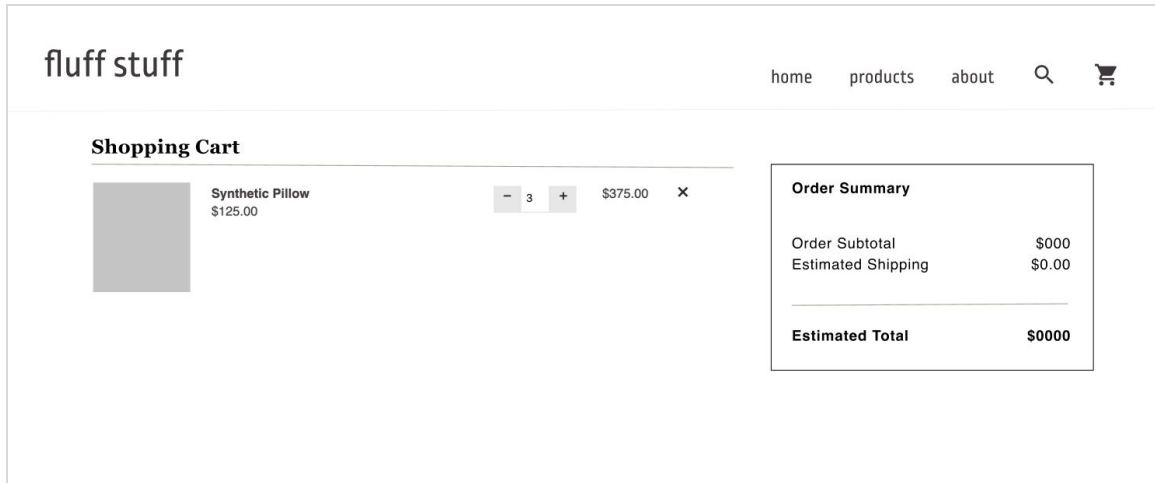 fluff stuff
home products about
Shopping Cart
Synthetic Pillow
$125.00
− 3 + $375.00 ×
Order Summary
Order Subtotal $000
Estimated Shipping $0.00
Estimated Total $0000